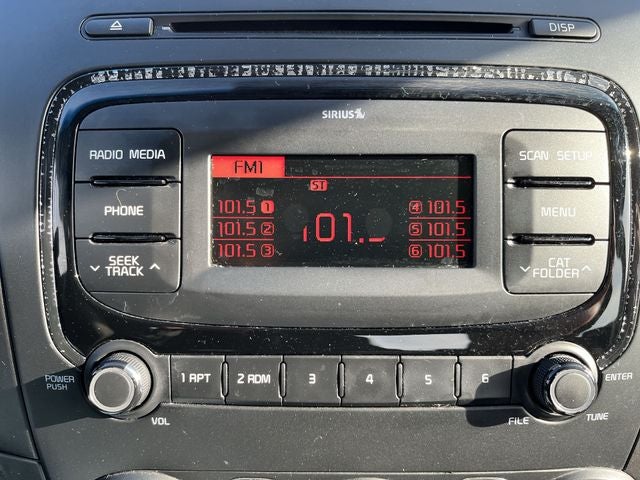 DISP
SIRIUS
RADIO MEDIA
SCAN SETUP
FM1
ST
101.5 1
4 101.5
PHONE
MENU
101.5 2
5 101.5
101.5 3
6 101.5
SEEK
TRACK
CAT
FOLDER
1 RPT
2 RDM
3
4
5
6
POWER
PUSH
VOL
FILE
TUNE
ENTER